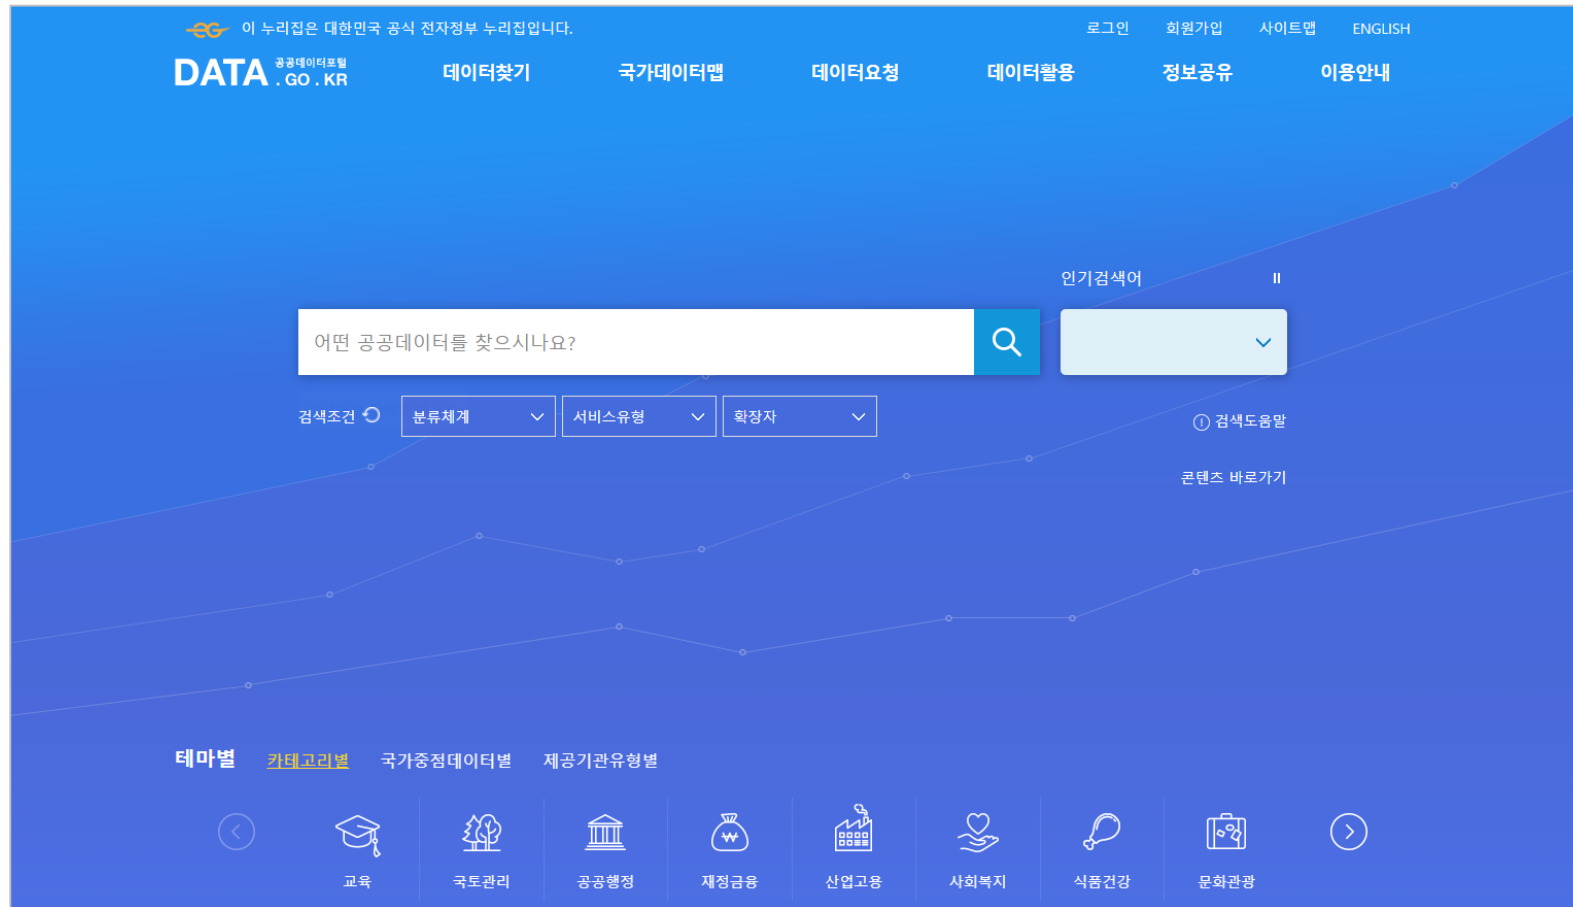 이 누리집은 대한민국 공식 전자정부 누리집입니다.
로그인 회원가입 사이트맵 ENGLISH
DATA 공공데이터포털 . GO . KR
데이터찾기 국가데이터맵 데이터요청 데이터활용 정보공유 이용안내
인기검색어
어떤 공공데이터를 찾으시나요?
검색조건 분류체계 서비스유형 확장자
검색도움말
콘텐츠 바로가기
테마별 카테고리별 국가중점데이터별 제공기관유형별
교육 국토관리 공공행정 재정금융 산업고용 사회복지 식품건강 문화관광